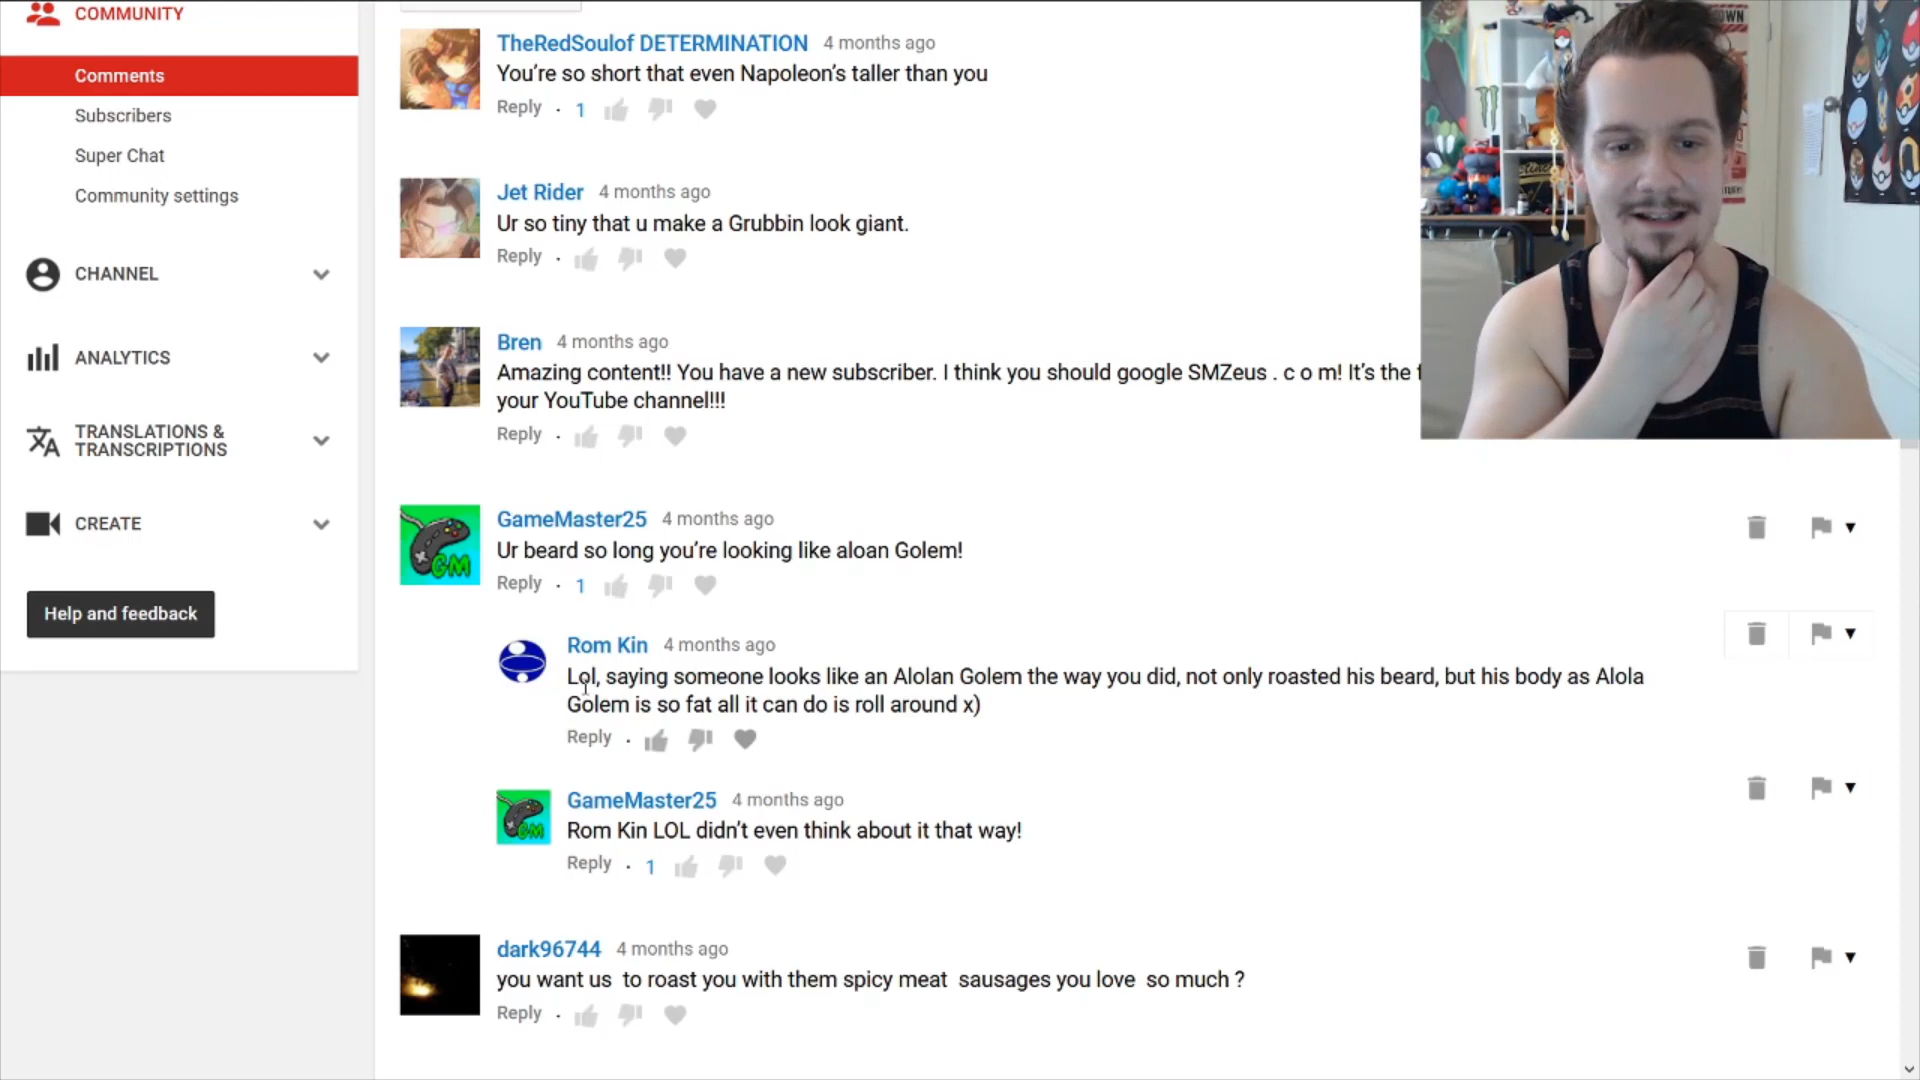 COMMUNITY
Comments
Subscribers
Super Chat
Community settings
CHANNEL
ANALYTICS
TRANSLATIONS &
TRANSCRIPTIONS
CREATE
Help and feedback
TheRedSoulof DETERMINATION 4 months ago
You're so short that even Napoleon's taller than you
Reply · 1
Jet Rider 4 months ago
Ur so tiny that u make a Grubbin look giant.
Reply ·
Bren 4 months ago
Amazing content!! You have a new subscriber. I think you should google SMZeus . c o m! It's the f
your YouTube channel!!!
Reply ·
GameMaster25 4 months ago
Ur beard so long you're looking like aloan Golem!
Reply · 1
GM
Rom Kin 4 months ago
Lol, saying someone looks like an Alolan Golem the way you did, not only roasted his beard, but his body as Alola
Golem is so fat all it can do is roll around x)
Reply ·
GameMaster25 4 months ago
Rom Kin LOL didn't even think about it that way!
Reply · 1
GM
dark96744 4 months ago
you want us  to roast you with them spicy meat  sausages you love  so much ?
Reply ·